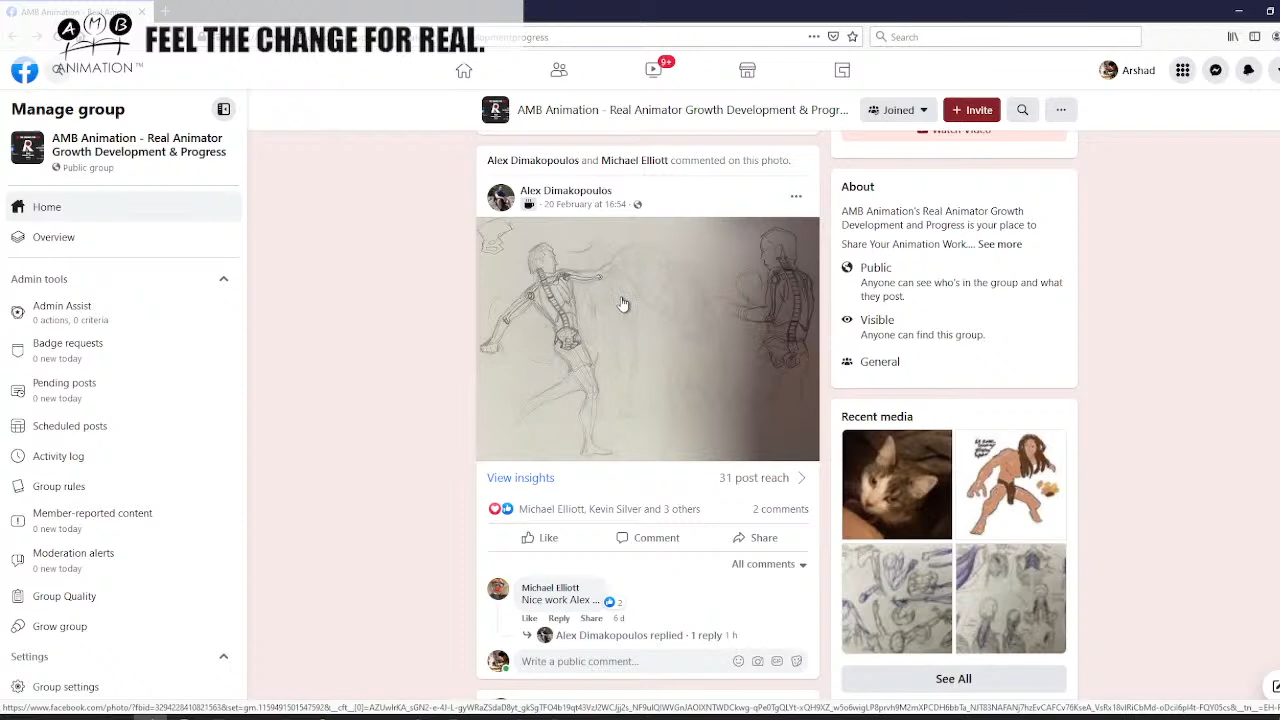 AMB Animation - Real Anima
AMB
ANIMATION™
FEEL THE CHANGE FOR REAL.
Search
9+
Arshad
Manage group
AMB Animation - Real Animator
Growth Development & Progress
Public group
Home
Overview
Admin tools
Admin Assist
0 actions, 0 criteria
Badge requests
0 new today
Pending posts
0 new today
Scheduled posts
Activity log
Group rules
Member-reported content
0 new today
Moderation alerts
0 new today
Group Quality
Grow group
Settings
Group settings
AMB Animation - Real Animator Growth Development & Progr...
Joined
+ Invite
Alex Dimakopoulos and Michael Elliott commented on this photo.
Alex Dimakopoulos
· 20 February at 16:54 ·
View insights
31 post reach
Michael Elliott, Kevin Silver and 3 others
2 comments
Like
Comment
Share
All comments
Michael Elliott
Nice work Alex ...
2
Like Reply Share 6 d
Alex Dimakopoulos replied · 1 reply 1 h
Write a public comment...
Watch Video
About
AMB Animation's Real Animator Growth
Development and Progress is your place to
Share Your Animation Work.... See more
Public
Anyone can see who's in the group and what
they post.
Visible
Anyone can find this group.
General
Recent media
See All